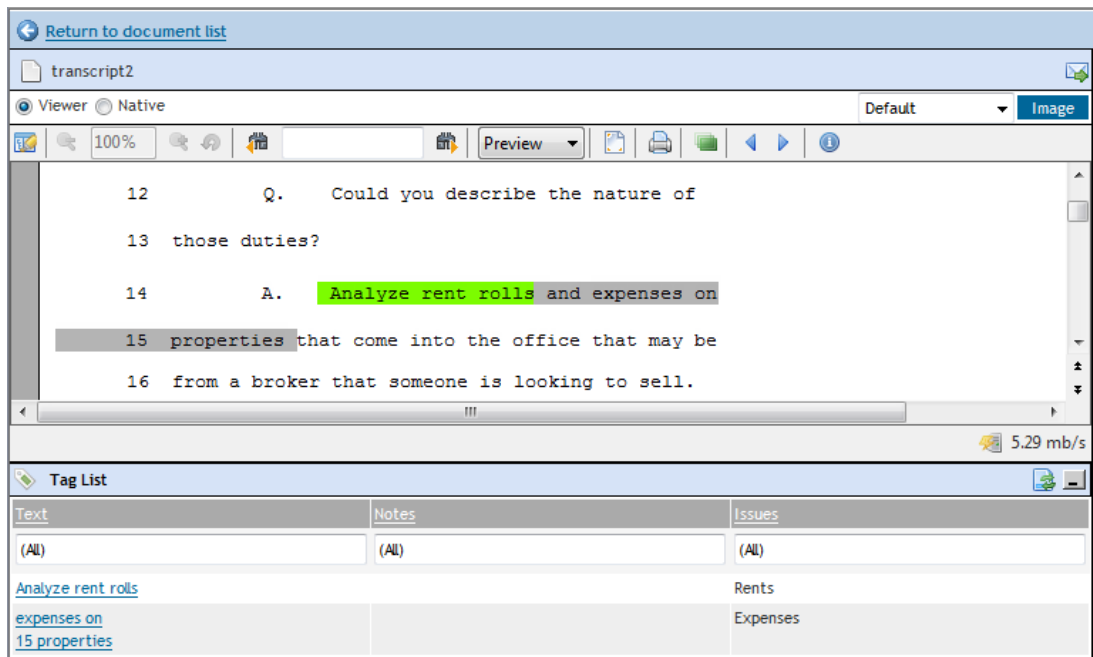 Return to document list
transcript2
Viewer Native Default Image
100% Preview
12 Q. Could you describe the nature of
13 those duties?
14 A. Analyze rent rolls and expenses on
15 properties that come into the office that may be
16 from a broker that someone is looking to sell.
5.29 mb/s
Tag List
Text Notes Issues
(All) (All) (All)
Analyze rent rolls Rents
expenses on Expenses
15 properties